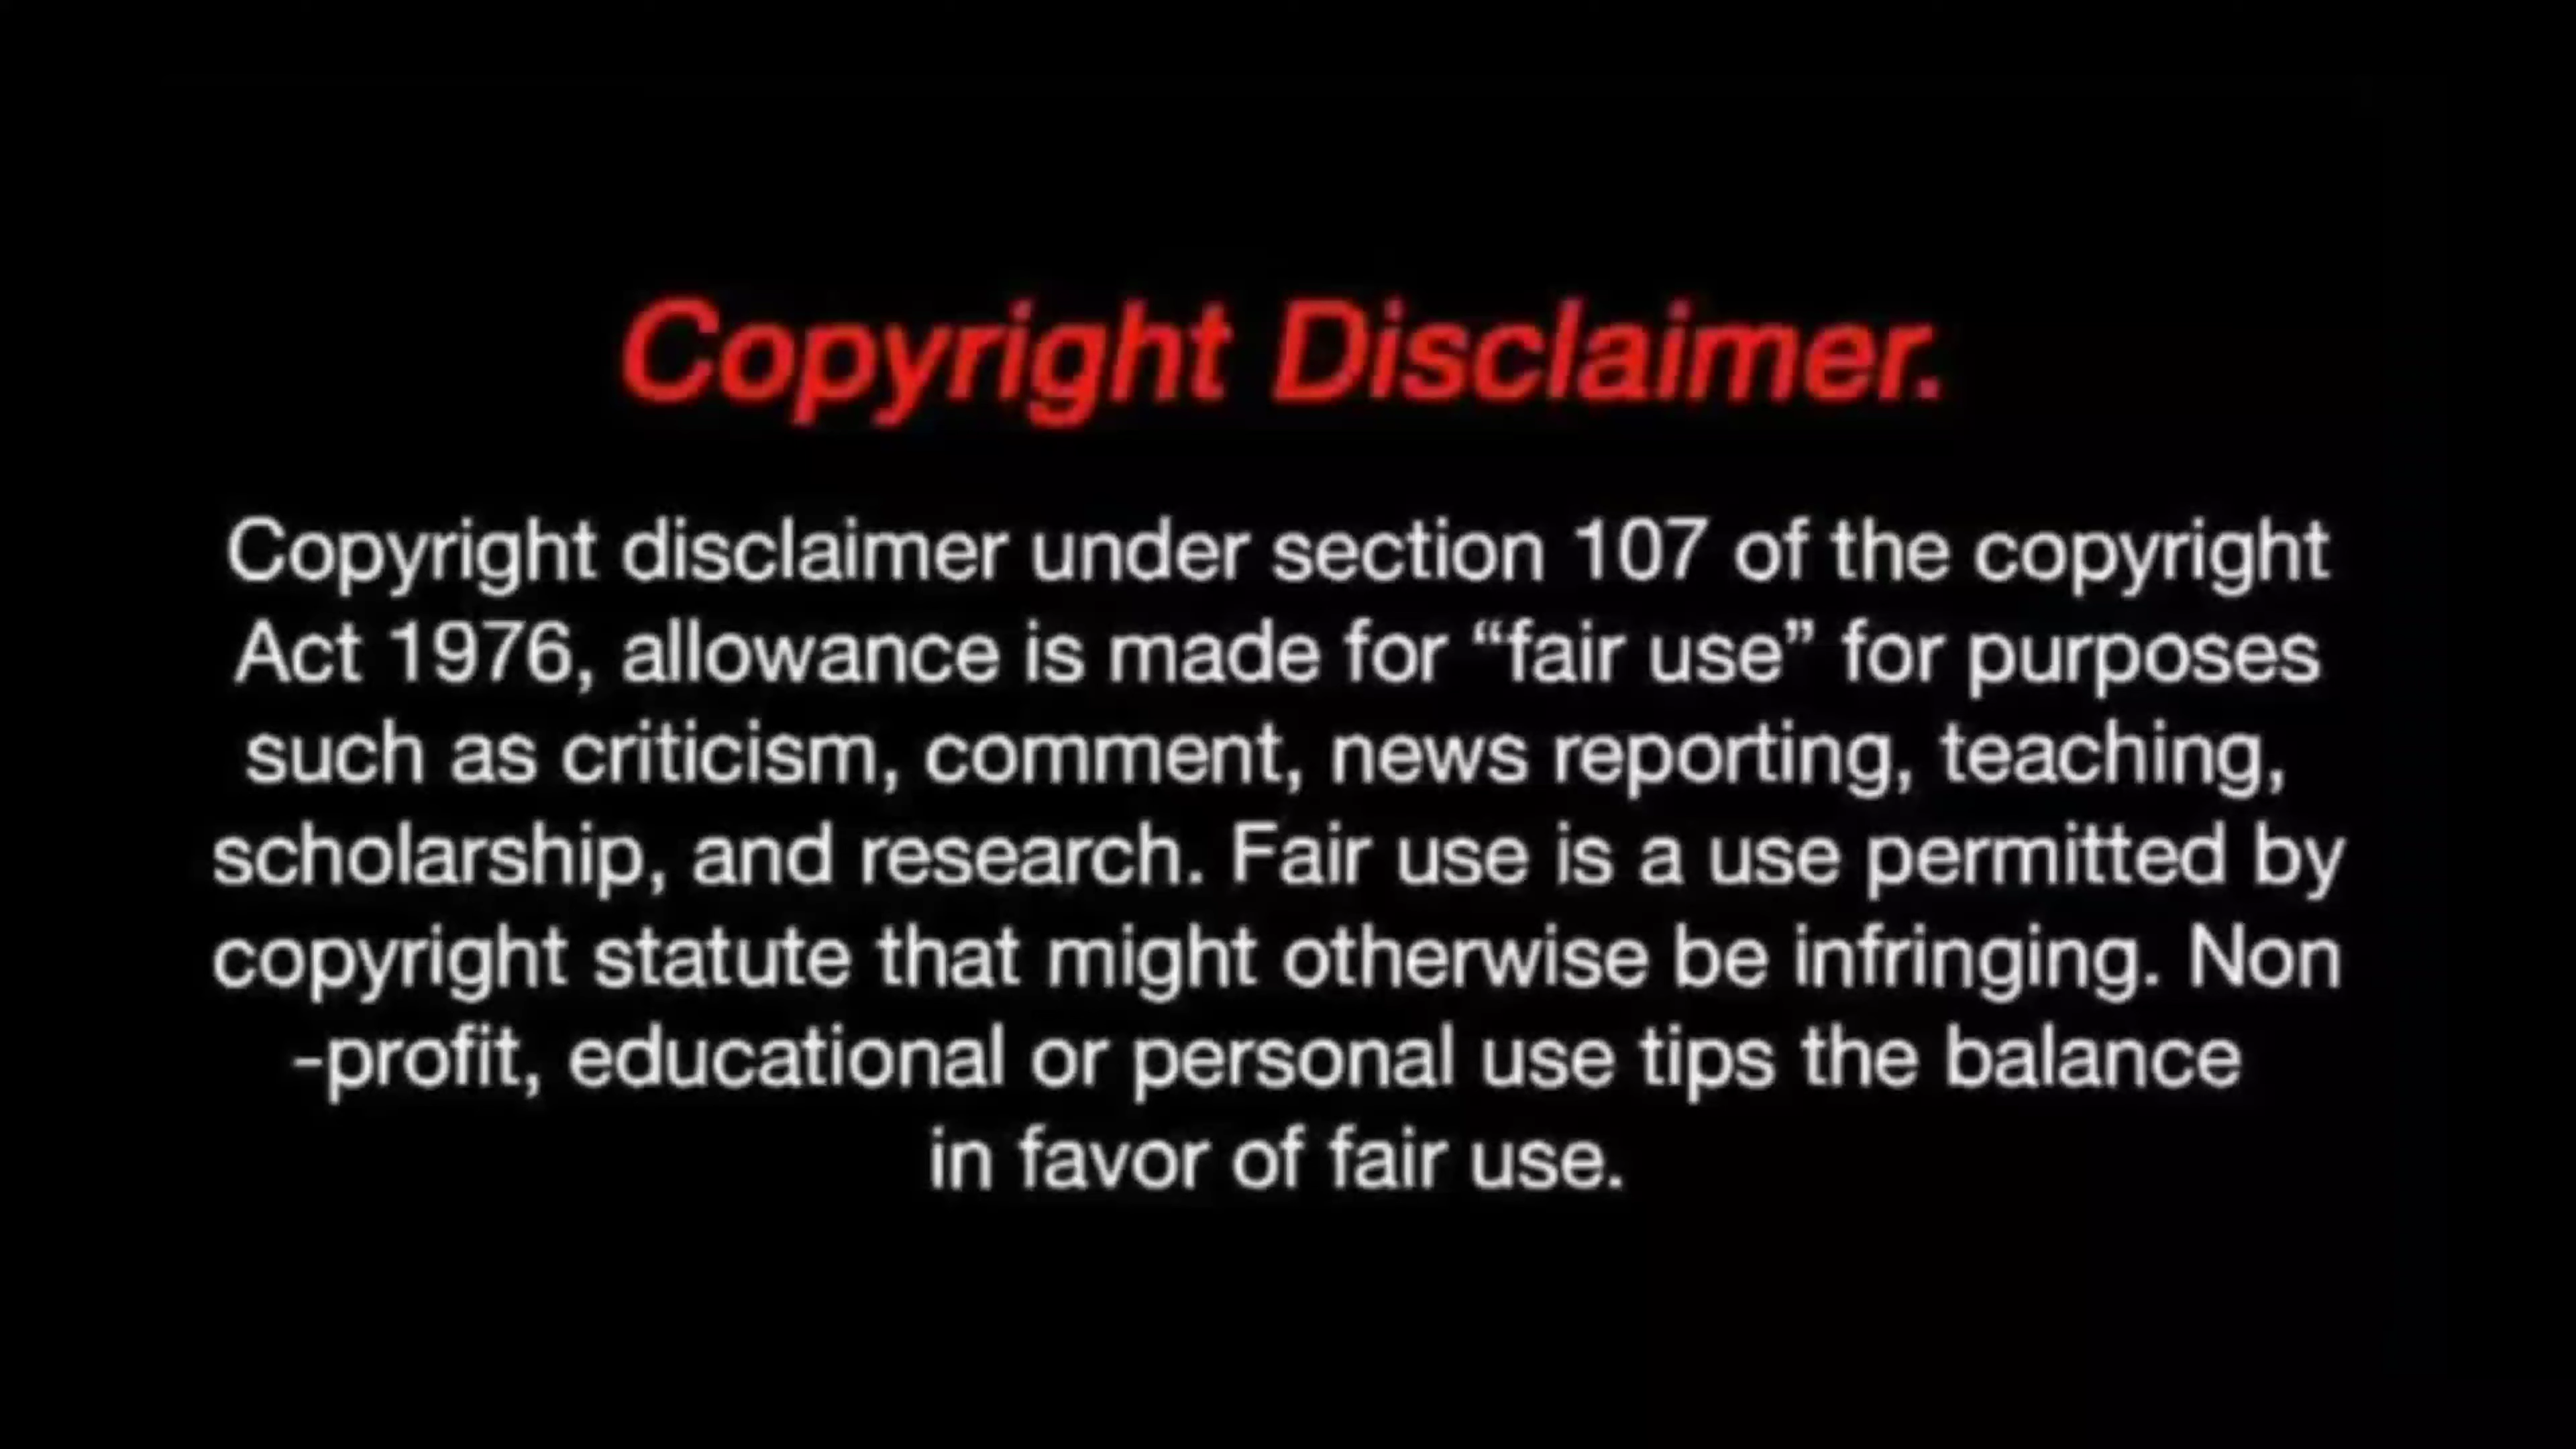 Copyright Disclaimer.
Copyright disclaimer under section 107 of the copyright
Act 1976, allowance is made for “fair use” for purposes
such as criticism, comment, news reporting, teaching,
scholarship, and research. Fair use is a use permitted by
copyright statute that might otherwise be infringing. Non
-profit, educational or personal use tips the balance
in favor of fair use.